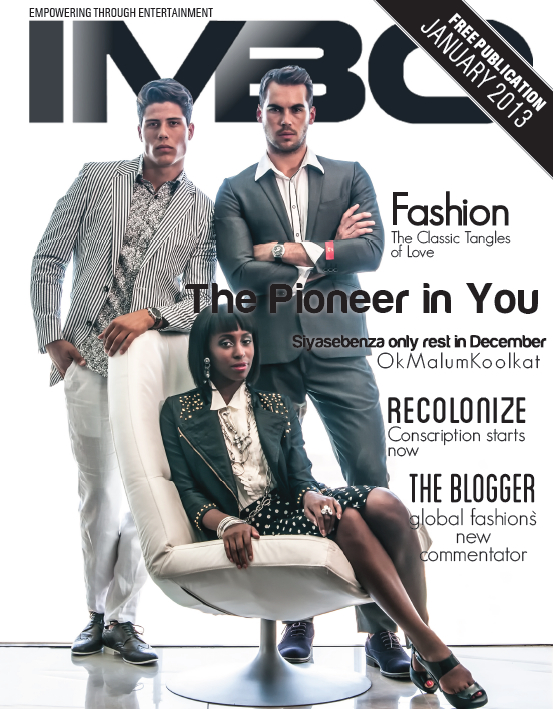 EMPOWERING THROUGH ENTERTAINMENT
IMBO
FREE PUBLICATION
JANUARY 2013
Fashion
The Classic Tangles
of Love
The Pioneer in You
Siyasebenza only rest in December
OkMalumKoolkat
RECOLONIZE
Conscription starts
now
THE BLOGGER
global fashions`
new
commentator